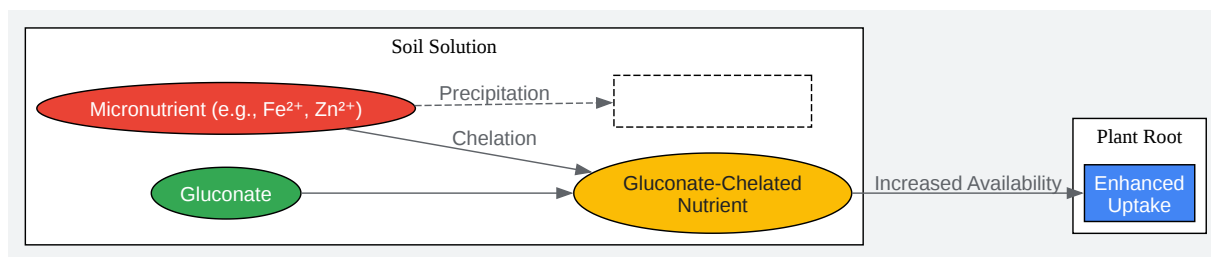 Soil Solution
Micronutrient (e.g., Fe²⁺, Zn²⁺)
Precipitation
Chelation
Gluconate
Gluconate-Chelated
Nutrient
Increased Availability
Plant Root
Enhanced
Uptake